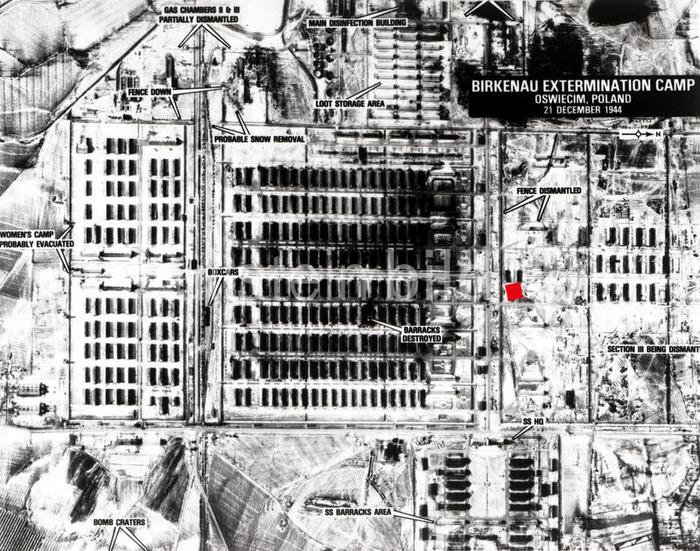 GAS CHAMBERS II & III
PARTIALLY DISMANTLED
MAIN DISINFECTION BUILDING
BIRKENAU EXTERMINATION CAMP
OSWIECIM, POLAND
21 DECEMBER 1944
FENCE DOWN
LOOT STORAGE AREA
PROBABLE SNOW REMOVAL
N
FENCE DISMANTLED
WOMEN'S CAMP
PROBABLY EVACUATED
BOXCARS
BARRACKS
DESTROYED
SECTION III BEING DISMANT
SS HQ
SS BARRACKS AREA
BOMB CRATERS